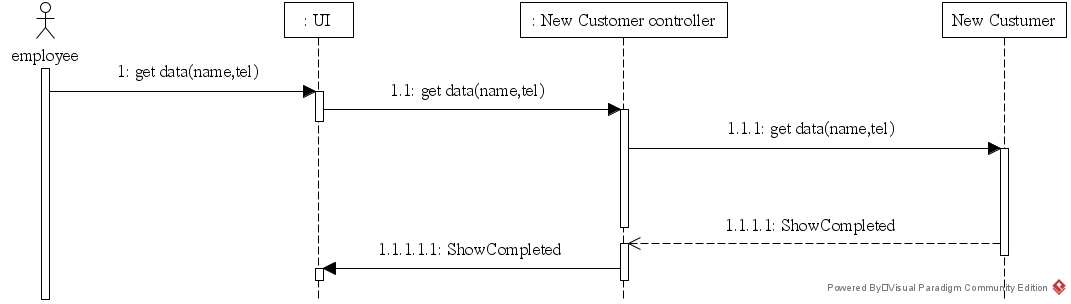 : UI
: New Customer controller
New Custumer
employee
1: get data(name,tel)
1.1: get data(name,tel)
1.1.1: get data(name,tel)
1.1.1.1: ShowCompleted
1.1.1.1.1: ShowCompleted
Powered By□Visual Paradigm Community Edition